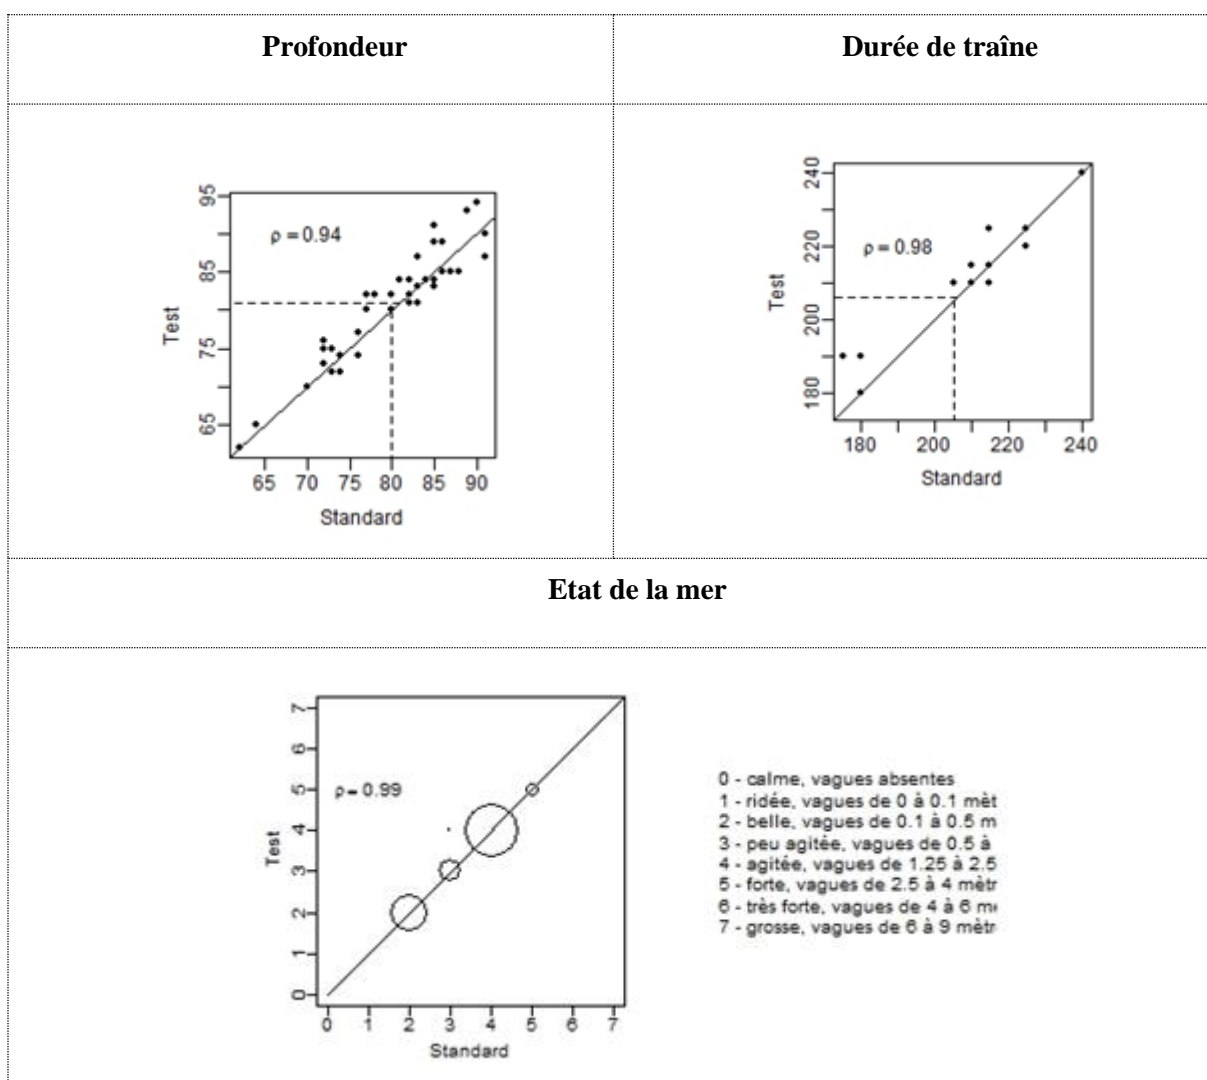 Profondeur
Durée de traîne
95
85
75
65
Test
ρ = 0.94
65 70 75 80 85 90
Standard
240
220
200
180
Test
ρ = 0.98
180 200 220 240
Standard
Etat de la mer
7
6
5
4
3
2
1
0
Test
ρ = 0.99
0 1 2 3 4 5 6 7
Standard
0 - calme, vagues absentes
1 - ridée, vagues de 0 à 0.1 mèt
2 - belle, vagues de 0.1 à 0.5 m
3 - peu agitée, vagues de 0.5 à
4 - agitée, vagues de 1.25 à 2.5
5 - forte, vagues de 2.5 à 4 mètr
6 - très forte, vagues de 4 à 6 m
7 - grosse, vagues de 6 à 9 mètr